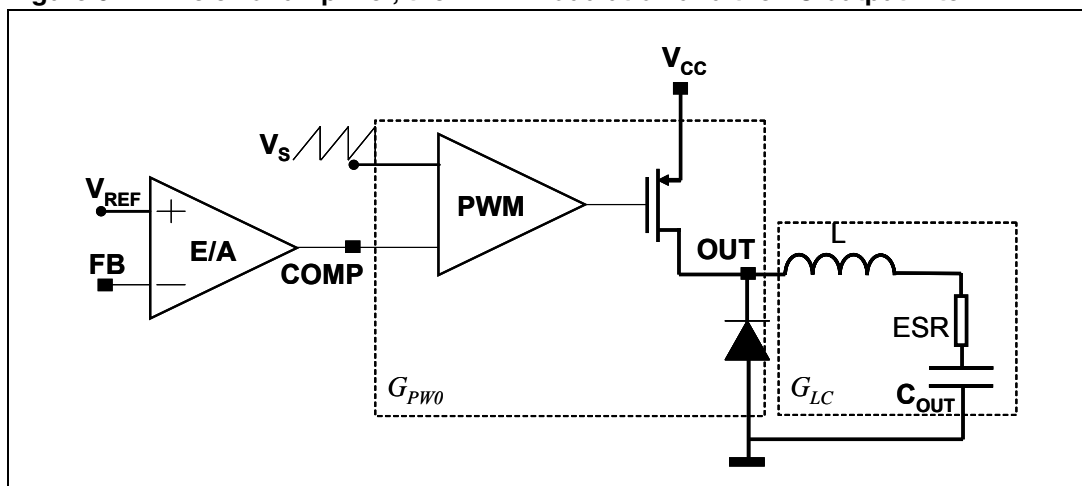 V_CC
V_S
V_REF
PWM
+
E/A
L
OUT
FB
COMP
−
ESR
G_PW0
G_LC
C_OUT